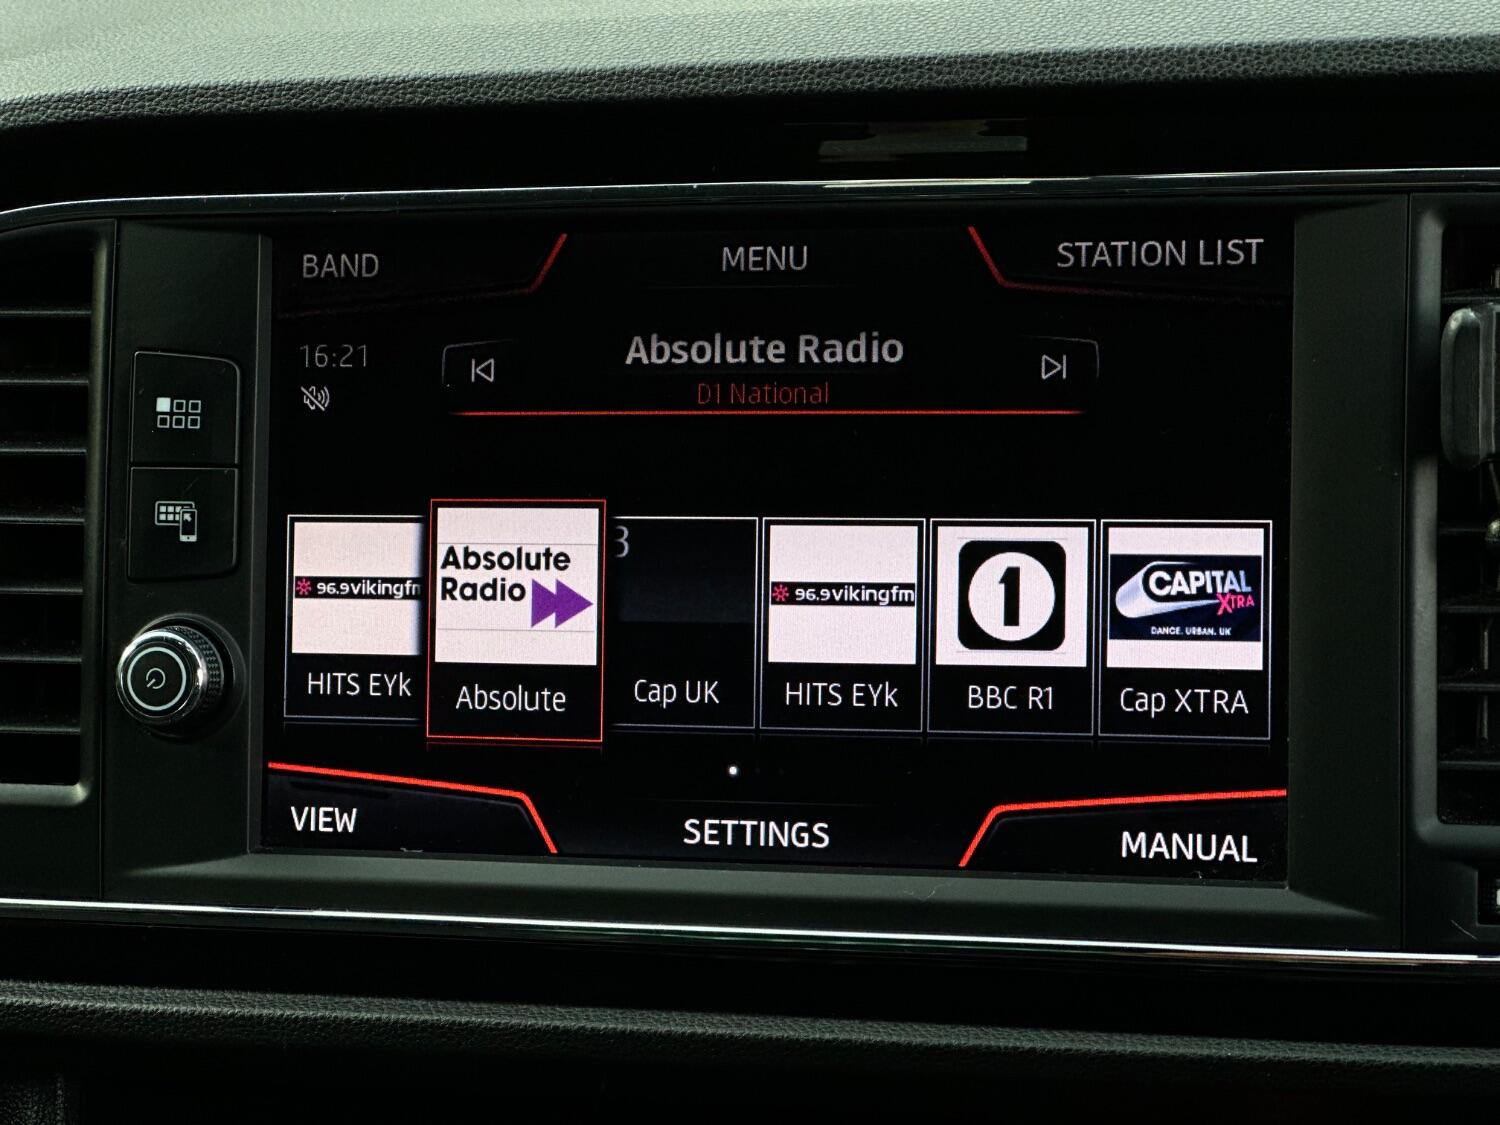 BAND
MENU
STATION LIST
16:21
Absolute Radio
D1 National
96.9vikingfm
HITS EYk
Absolute
Radio
Absolute
3
Cap UK
96.9vikingfm
HITS EYk
1
BBC R1
CAPITAL
XTRA
DANCE. URBAN. UK
Cap XTRA
VIEW
SETTINGS
MANUAL